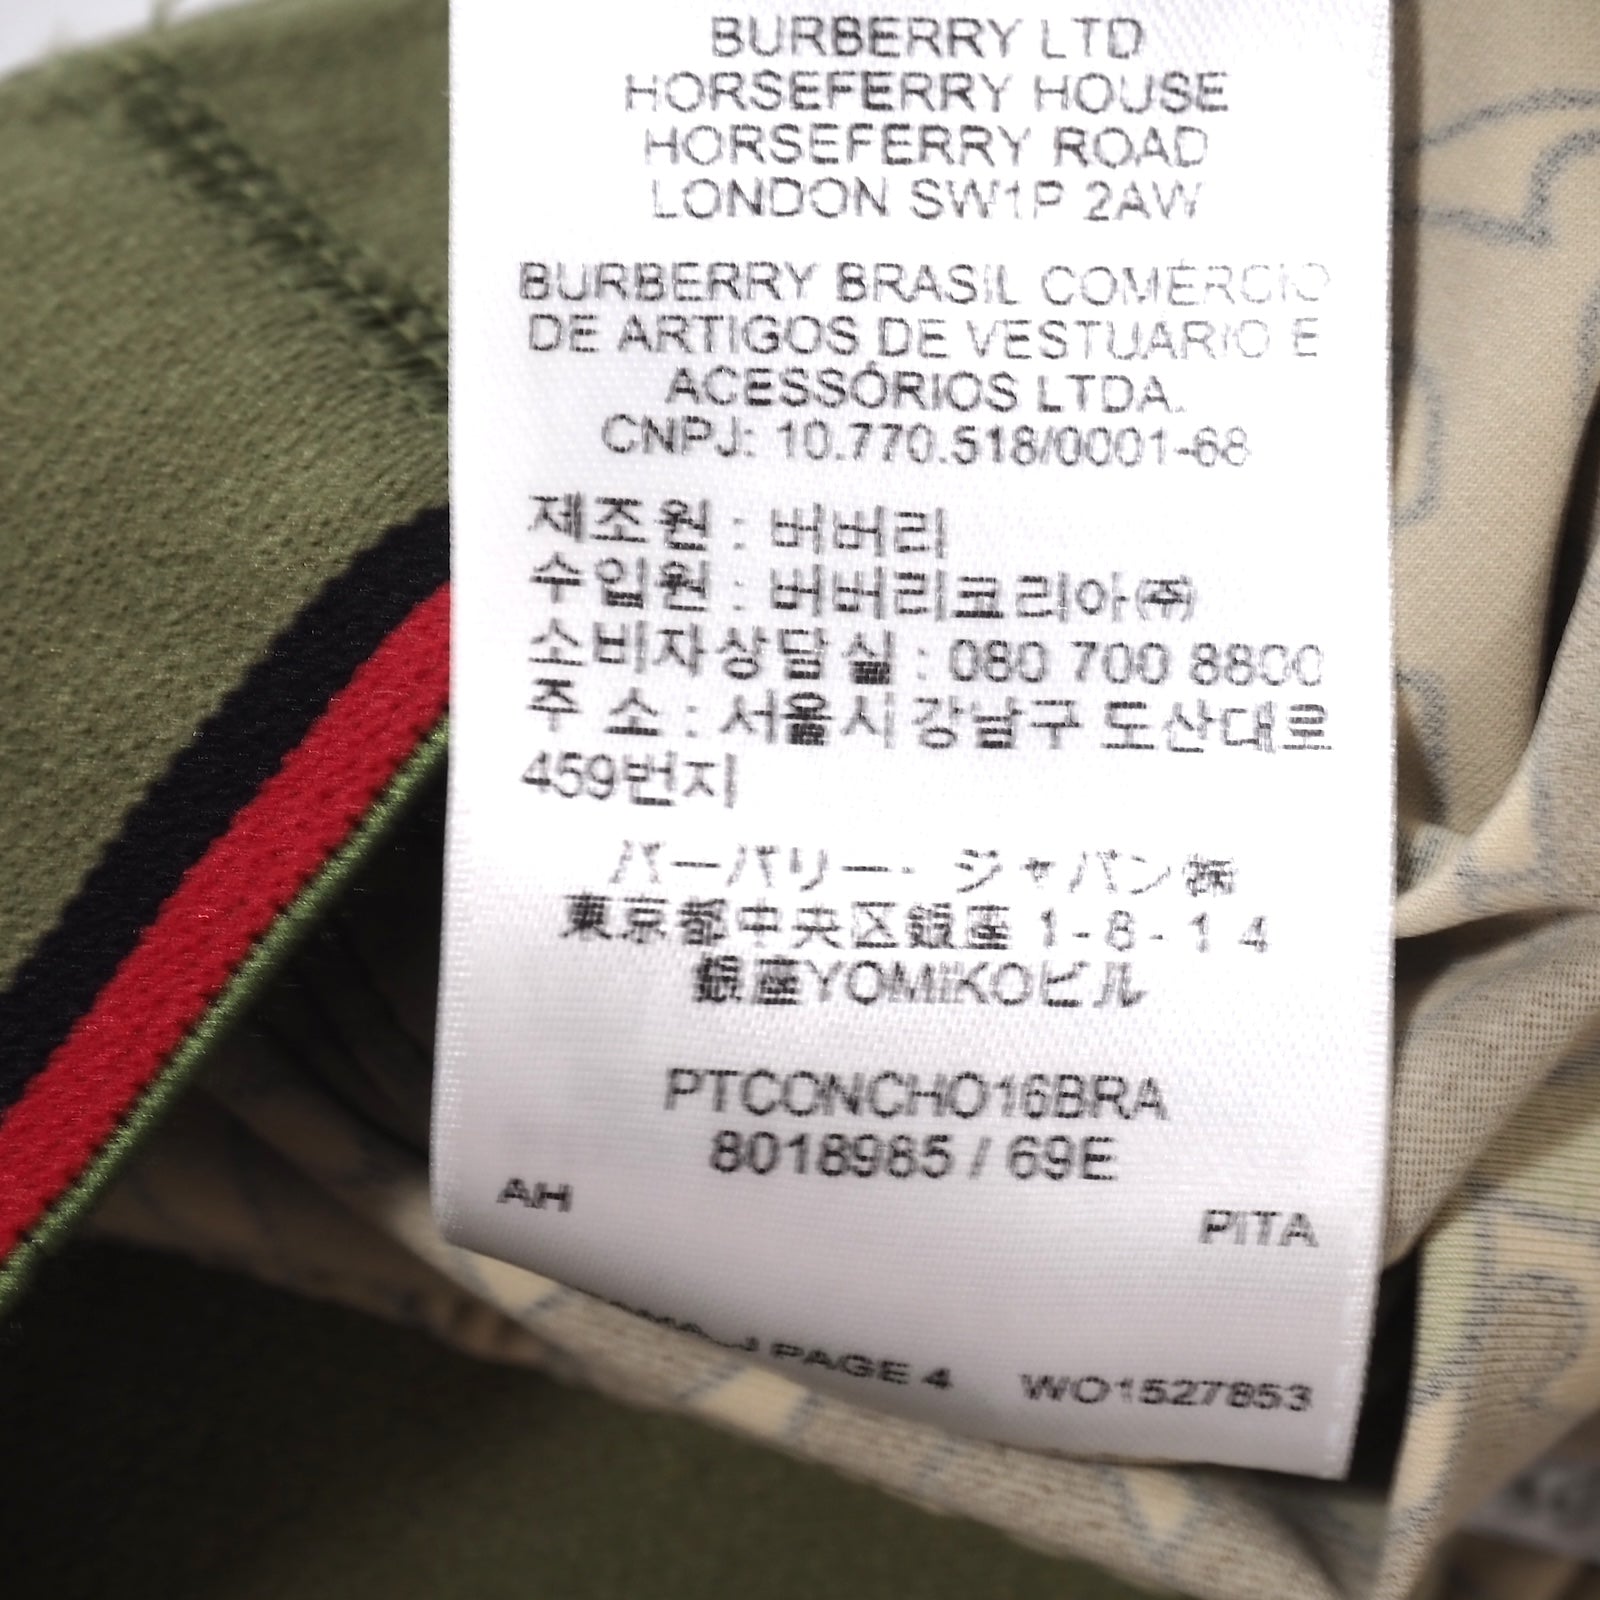 BURBERRY LTD
HORSEFERRY HOUSE
HORSEFERRY ROAD
LONDON SW1P 2AW
BURBERRY BRASIL COMÉRCIO
DE ARTIGOS DE VESTUARIO E
ACESSÓRIOS LTDA.
CNPJ: 10.770.518/0001-68
제조원 : 버버리
수입원 : 버버리코리아㈜
소비자상담실 : 080 700 8800
주 소 : 서울시 강남구 도산대로
459번지
バーバリー・ジャパン㈱
東京都中央区銀座 1-8-14
銀座YOMIKOビル
PTCONCHO16BRA
8018985 / 69E
AH
PITA
PAGE 4
WO1527853